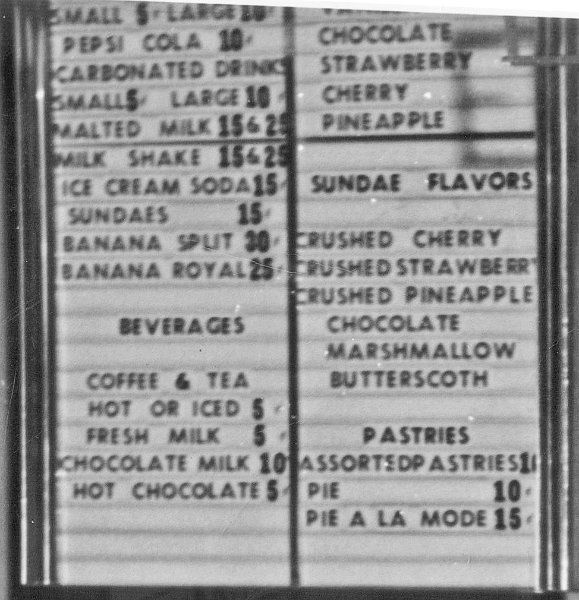 SMALL 5¢ LARGE 10¢
PEPSI COLA 10¢
CARBONATED DRINKS
SMALL 5¢ LARGE 10¢
MALTED MILK 15 & 25
MILK SHAKE 15 & 25
ICE CREAM SODA 15¢
SUNDAES 15¢
BANANA SPLIT 30¢
BANANA ROYAL 25¢
BEVERAGES
COFFEE & TEA
HOT OR ICED 5¢
FRESH MILK 5¢
CHOCOLATE MILK 10¢
HOT CHOCOLATE 5¢
CHOCOLATE
STRAWBERRY
CHERRY
PINEAPPLE
SUNDAE FLAVORS
CRUSHED CHERRY
CRUSHED STRAWBERRY
CRUSHED PINEAPPLE
CHOCOLATE
MARSHMALLOW
BUTTERSCOTH
PASTRIES
ASSORTED PASTRIES 10
PIE 10¢
PIE A LA MODE 15¢